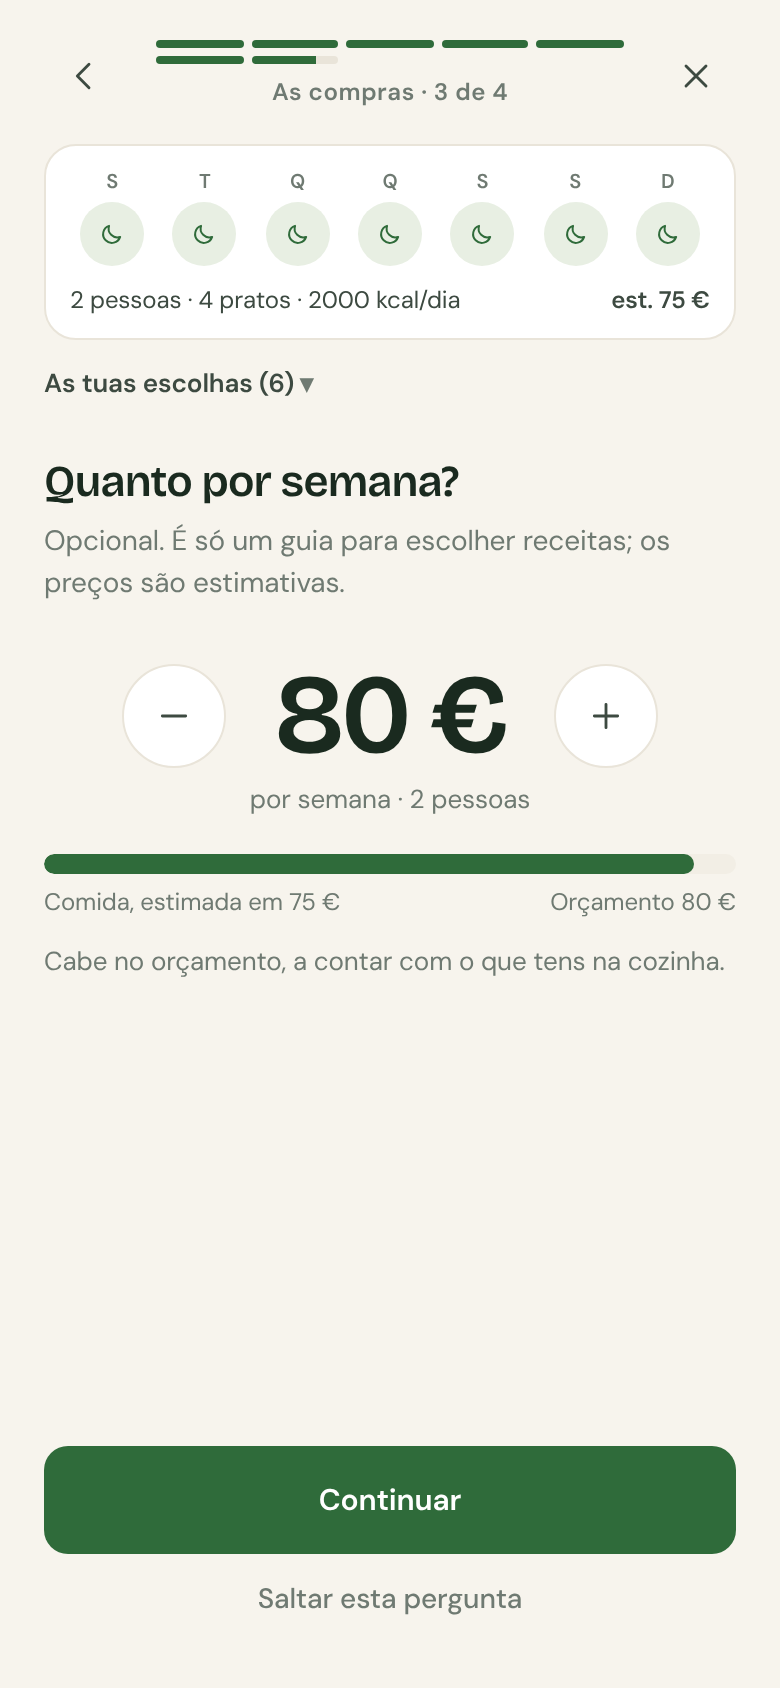 As compras · 3 de 4
S T Q Q S S D
2 pessoas · 4 pratos · 2000 kcal/dia est. 75 €
As tuas escolhas (6) ▾
Quanto por semana?
Opcional. É só um guia para escolher receitas; os
preços são estimativas.
80 €
por semana · 2 pessoas
Comida, estimada em 75 € Orçamento 80 €
Cabe no orçamento, a contar com o que tens na cozinha.
Continuar
Saltar esta pergunta